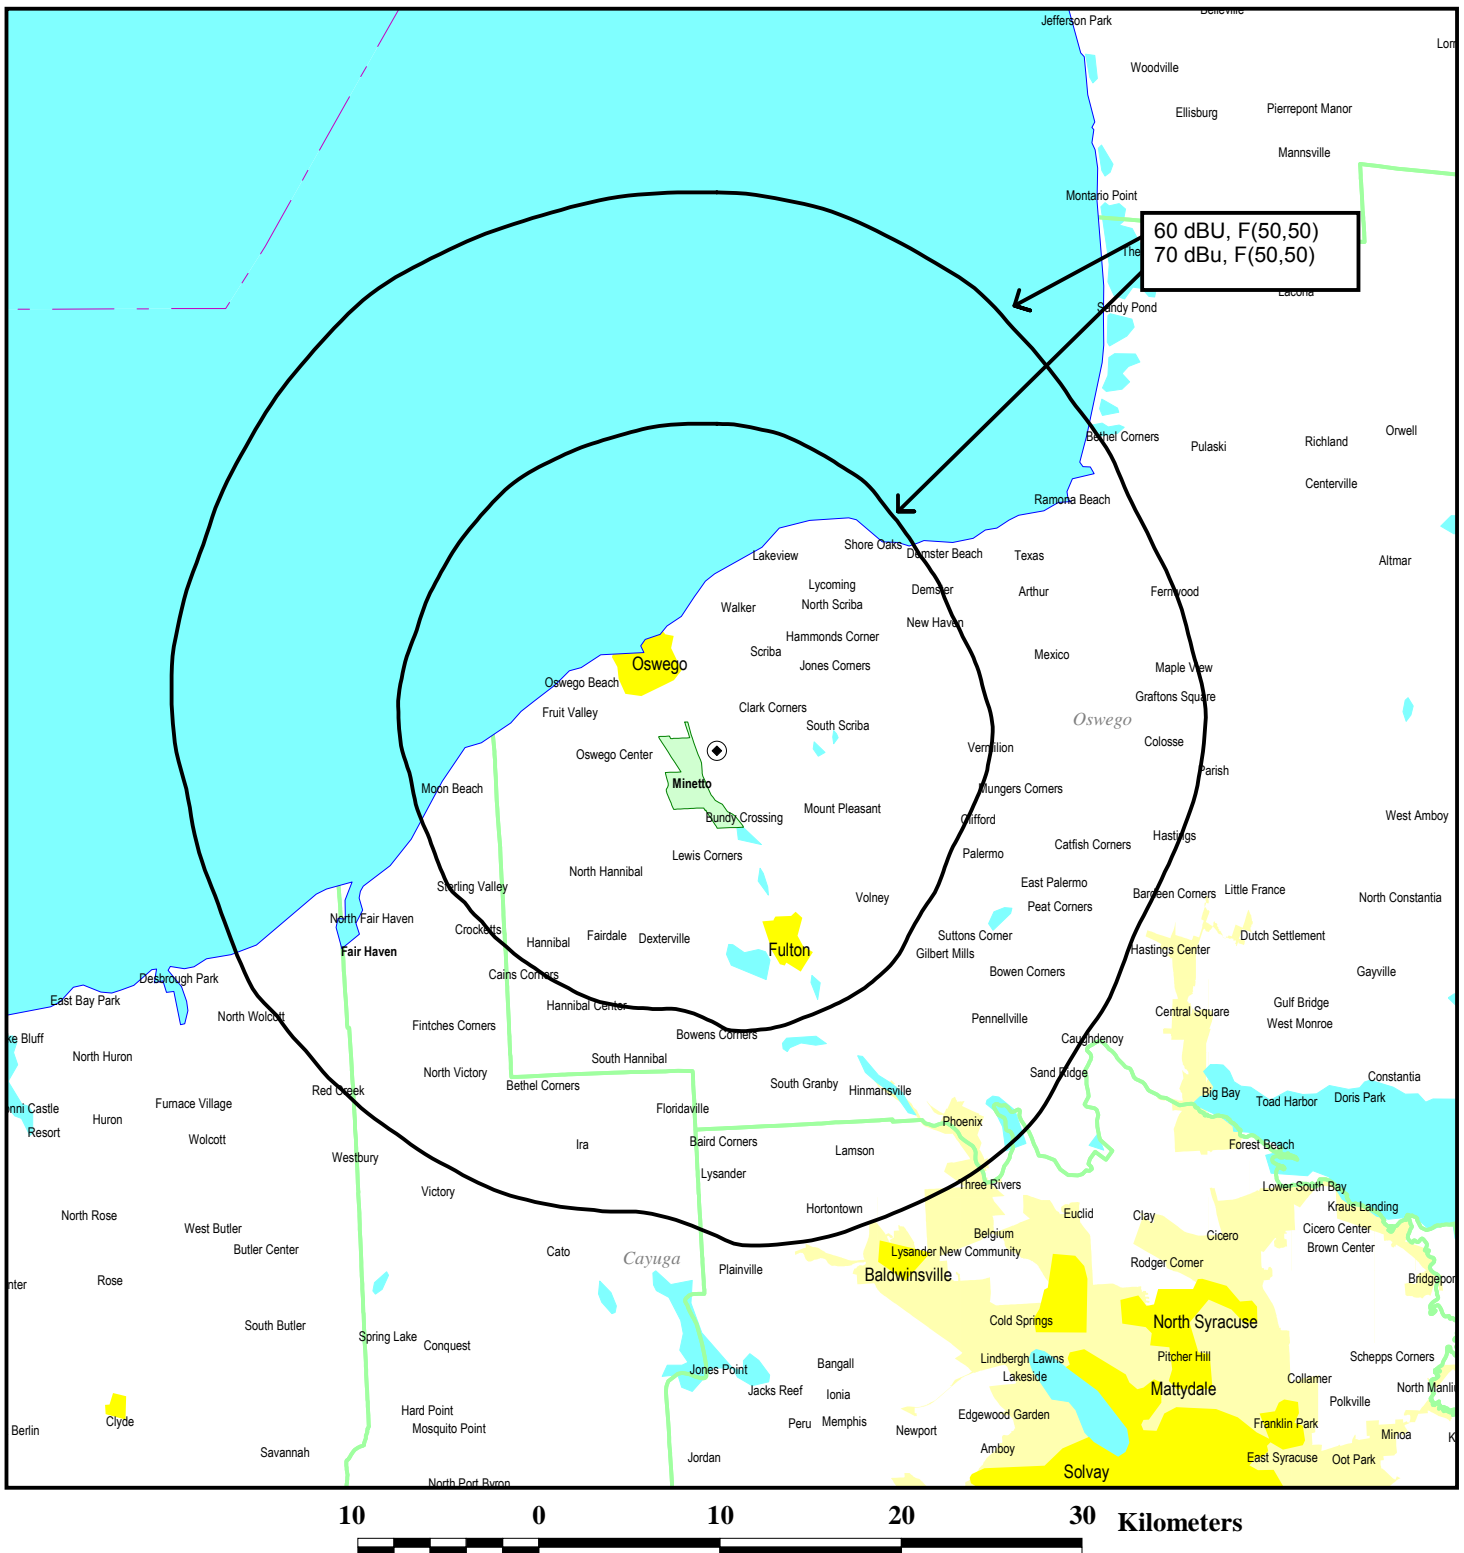 Jefferson Park
Belleville
Woodville
Ellisburg
Pierrepont Manor
Mannsville
Montario Point
60 dBU, F(50,50)
70 dBu, F(50,50)
Sandy Pond
Lacona
Bethel Corners
Pulaski
Richland
Orwell
Centerville
Ramona Beach
Shore Oaks
Demster Beach
Texas
Lakeview
Altmar
Lycoming
North Scriba
Demster
Arthur
Fernwood
Walker
New Haven
Hammonds Corner
Scriba
Jones Corners
Mexico
Maple View
Oswego
Oswego Beach
Graftons Square
Fruit Valley
Clark Corners
South Scriba
Oswego
Oswego Center
Vermilion
Colosse
Parish
Minetto
Moon Beach
Mungers Corners
Bundy Crossing
Mount Pleasant
Clifford
West Amboy
Hastings
Lewis Corners
Palermo
Catfish Corners
North Hannibal
Sterling Valley
East Palermo
Bardeen Corners
Little France
Volney
Peat Corners
North Constantia
North Fair Haven
Crocketts
Hannibal
Fairdale
Dexterville
Suttons Corner
Dutch Settlement
Fair Haven
Fulton
Gilbert Mills
Hastings Center
Cains Corners
Bowen Corners
Gayville
Desbrough Park
East Bay Park
Hannibal Center
Gulf Bridge
North Wolcott
Fintches Corners
Pennellville
Central Square
West Monroe
ke Bluff
Bowens Corners
Caughdenoy
North Huron
South Hannibal
North Victory
Sand Ridge
Constantia
Red Creek
Bethel Corners
South Granby
Hinmansville
Big Bay
Toad Harbor
Doris Park
onni Castle
Furnace Village
Floridaville
Huron
Resort
Wolcott
Ira
Baird Corners
Phoenix
Lamson
Forest Beach
Westbury
Lysander
Victory
Three Rivers
Lower South Bay
North Rose
Hortontown
Kraus Landing
West Butler
Euclid
Clay
Cicero Center
Butler Center
Cato
Cayuga
Belgium
Cicero
Brown Center
Lysander New Community
Rodger Corner
Plainville
Baldwinsville
nter
Rose
Bridgepor
South Butler
Spring Lake
Conquest
Cold Springs
North Syracuse
Jones Point
Bangall
Lindbergh Lawns
Lakeside
Pitcher Hill
Schepps Corners
Jacks Reef
Ionia
Mattydale
Collamer
Polkville
Clyde
Berlin
Hard Point
Mosquito Point
Peru
Memphis
Newport
Edgewood Garden
Franklin Park
Minoa
Savannah
Jordan
Amboy
East Syracuse
Oot Park
Solvay
North Port Byron
10 0 10 20 30 Kilometers